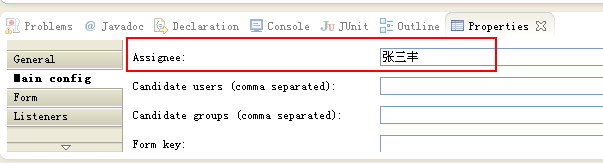 Problems @ Javadoc Declaration Console JUnit Outline Properties
General
Main config
Form
Listeners
Assignee: 张三丰
Candidate users (comma separated):
Candidate groups (comma separated):
Form key: